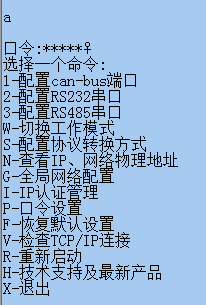 a
口令:*****♀
选择一个命令:
1-配置can-bus端口
2-配置RS232串口
3-配置RS485串口
W-切换工作模式
S-配置协议转换方式
N-查看IP、网络物理地址
G-全局网络配置
I-IP认证管理
P-口令设置
F-恢复默认设置
V-检查TCP/IP连接
R-重新启动
H-技术支持及最新产品
X-退出